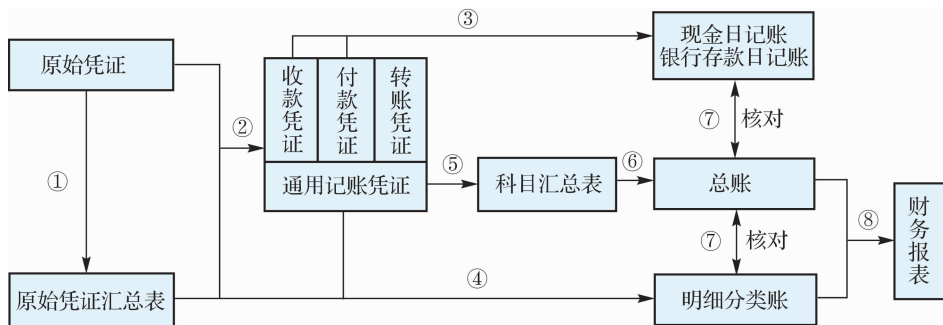 ③
现金日记账
银行存款日记账
原始凭证
收款凭证
付款凭证
转账凭证
②
⑦
核对
①
通用记账凭证
⑤
科目汇总表
⑥
总账
⑦
核对
⑧
财务报表
原始凭证汇总表
④
明细分类账